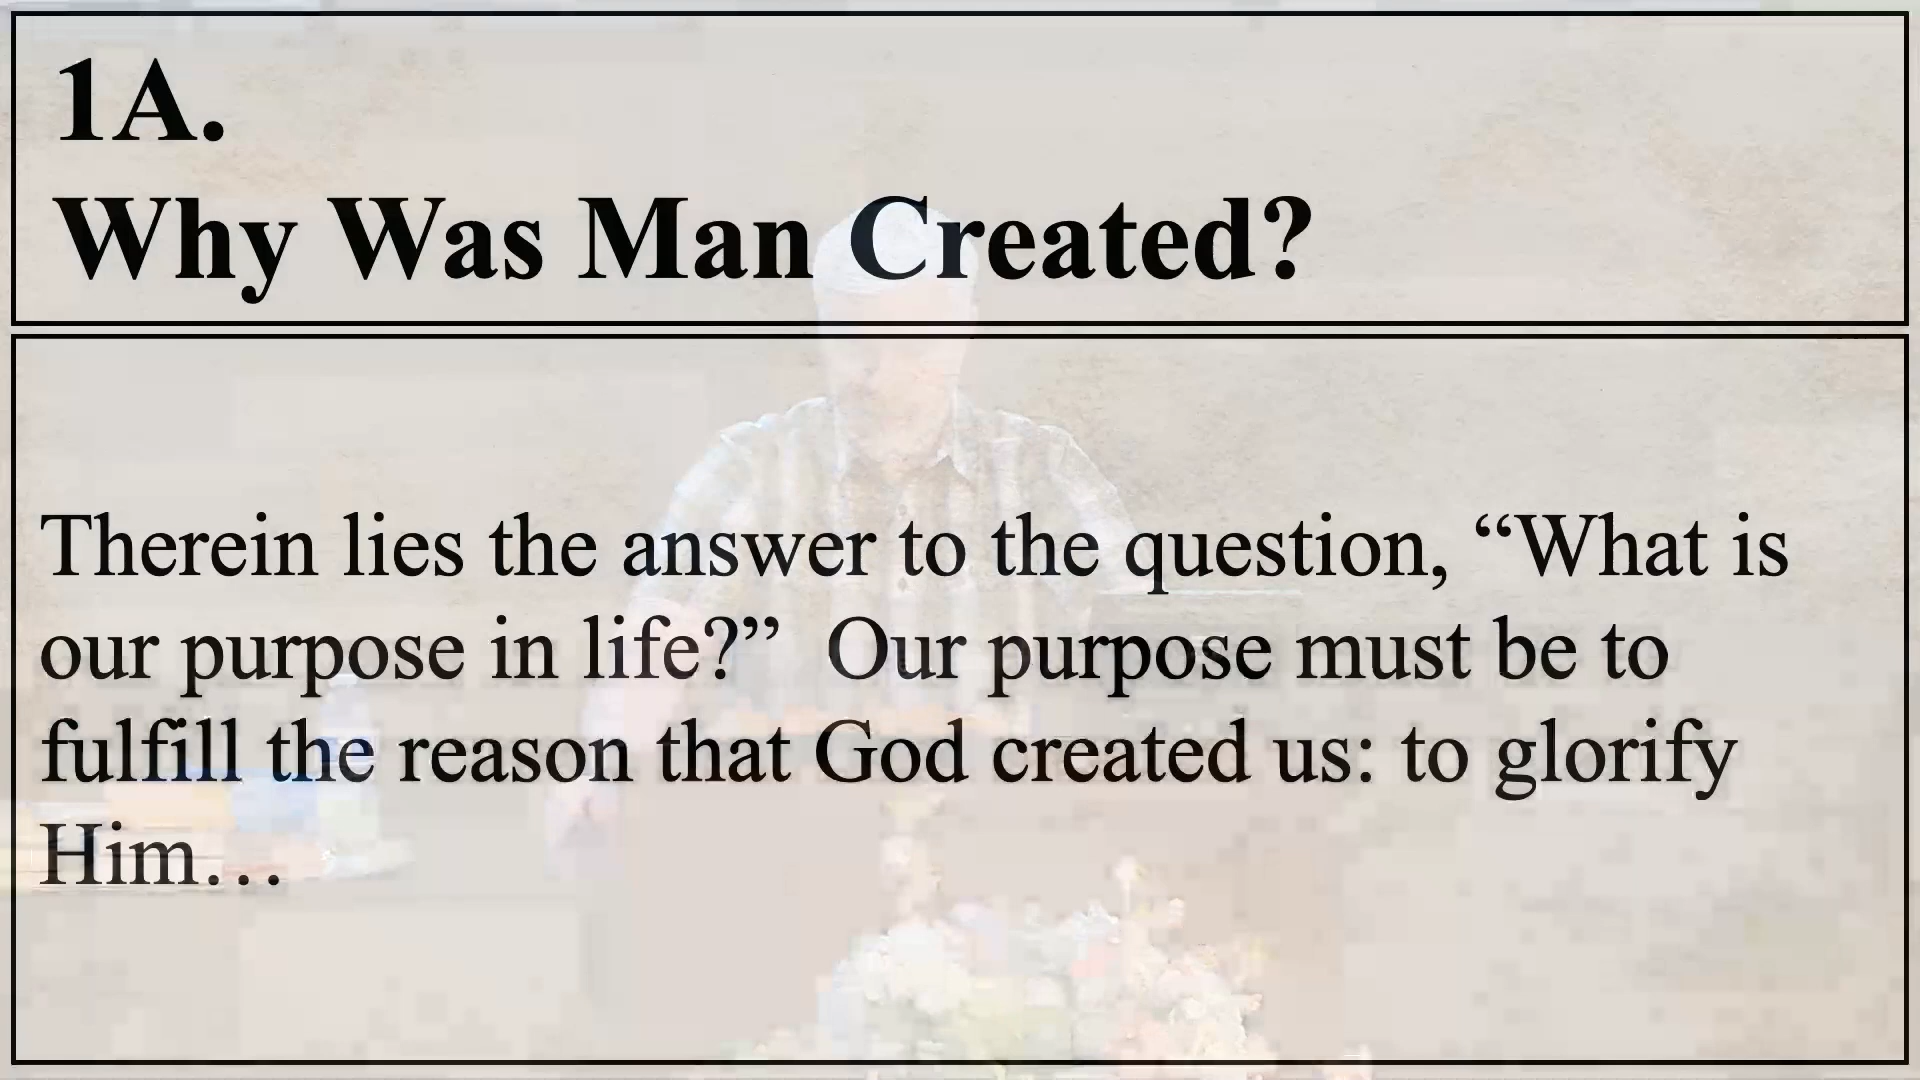 1A.
Why Was Man Created?
Therein lies the answer to the question, “What is
our purpose in life?”  Our purpose must be to
fulfill the reason that God created us: to glorify
Him…